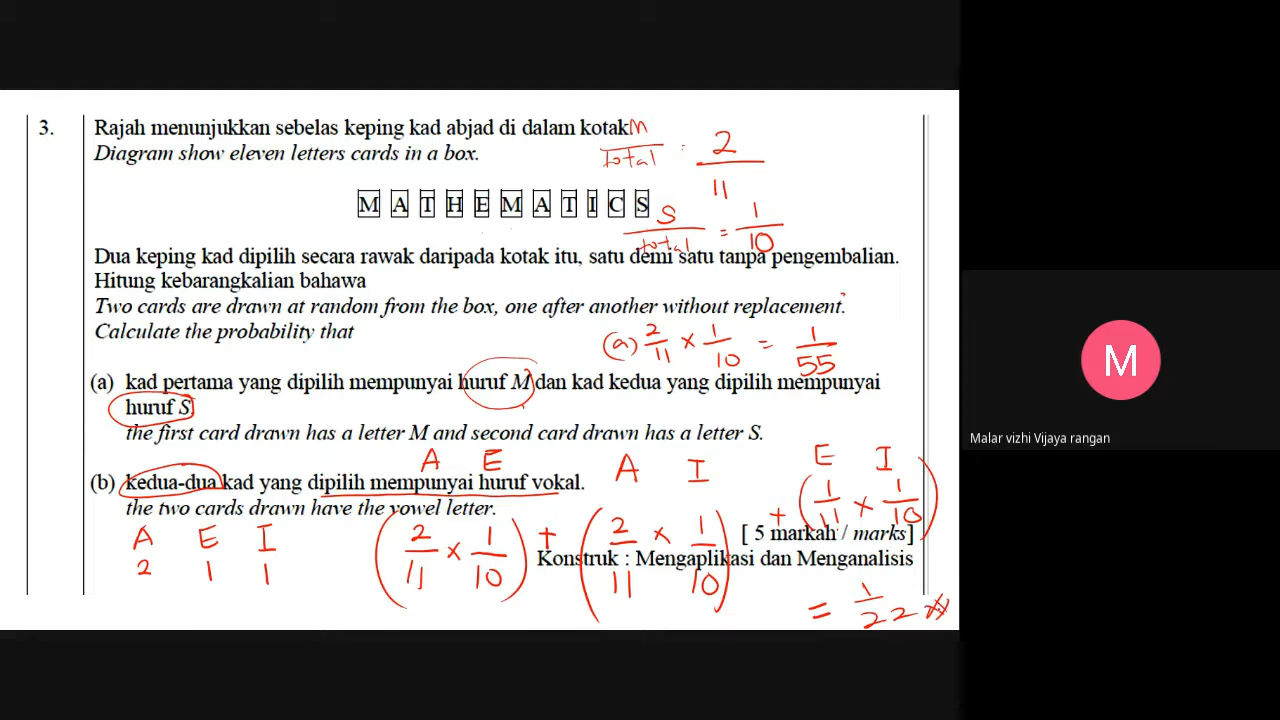 3. Rajah menunjukkan sebelas keping kad abjad di dalam kotak
Diagram show eleven letters cards in a box.
M/total = 2/11
M A T H E M A T I C S
S/total = 1/10
Dua keping kad dipilih secara rawak daripada kotak itu, satu demi satu tanpa pengembalian.
Hitung kebarangkalian bahawa
Two cards are drawn at random from the box, one after another without replacement.
Calculate the probability that
(a) 2/11 × 1/10 = 1/55
(a) kad pertama yang dipilih mempunyai huruf M dan kad kedua yang dipilih mempunyai
huruf S
the first card drawn has a letter M and second card drawn has a letter S.
A E A I E I
(b) kedua-dua kad yang dipilih mempunyai huruf vokal.
the two cards drawn have the vowel letter.
A E I
2 1 1
(2/11 × 1/10) + (2/11 × 1/10) + (1/11 × 1/10)
[ 5 markah / marks]
Konstruk : Mengaplikasi dan Menganalisis
= 1/22
M
Malar vizhi Vijaya rangan